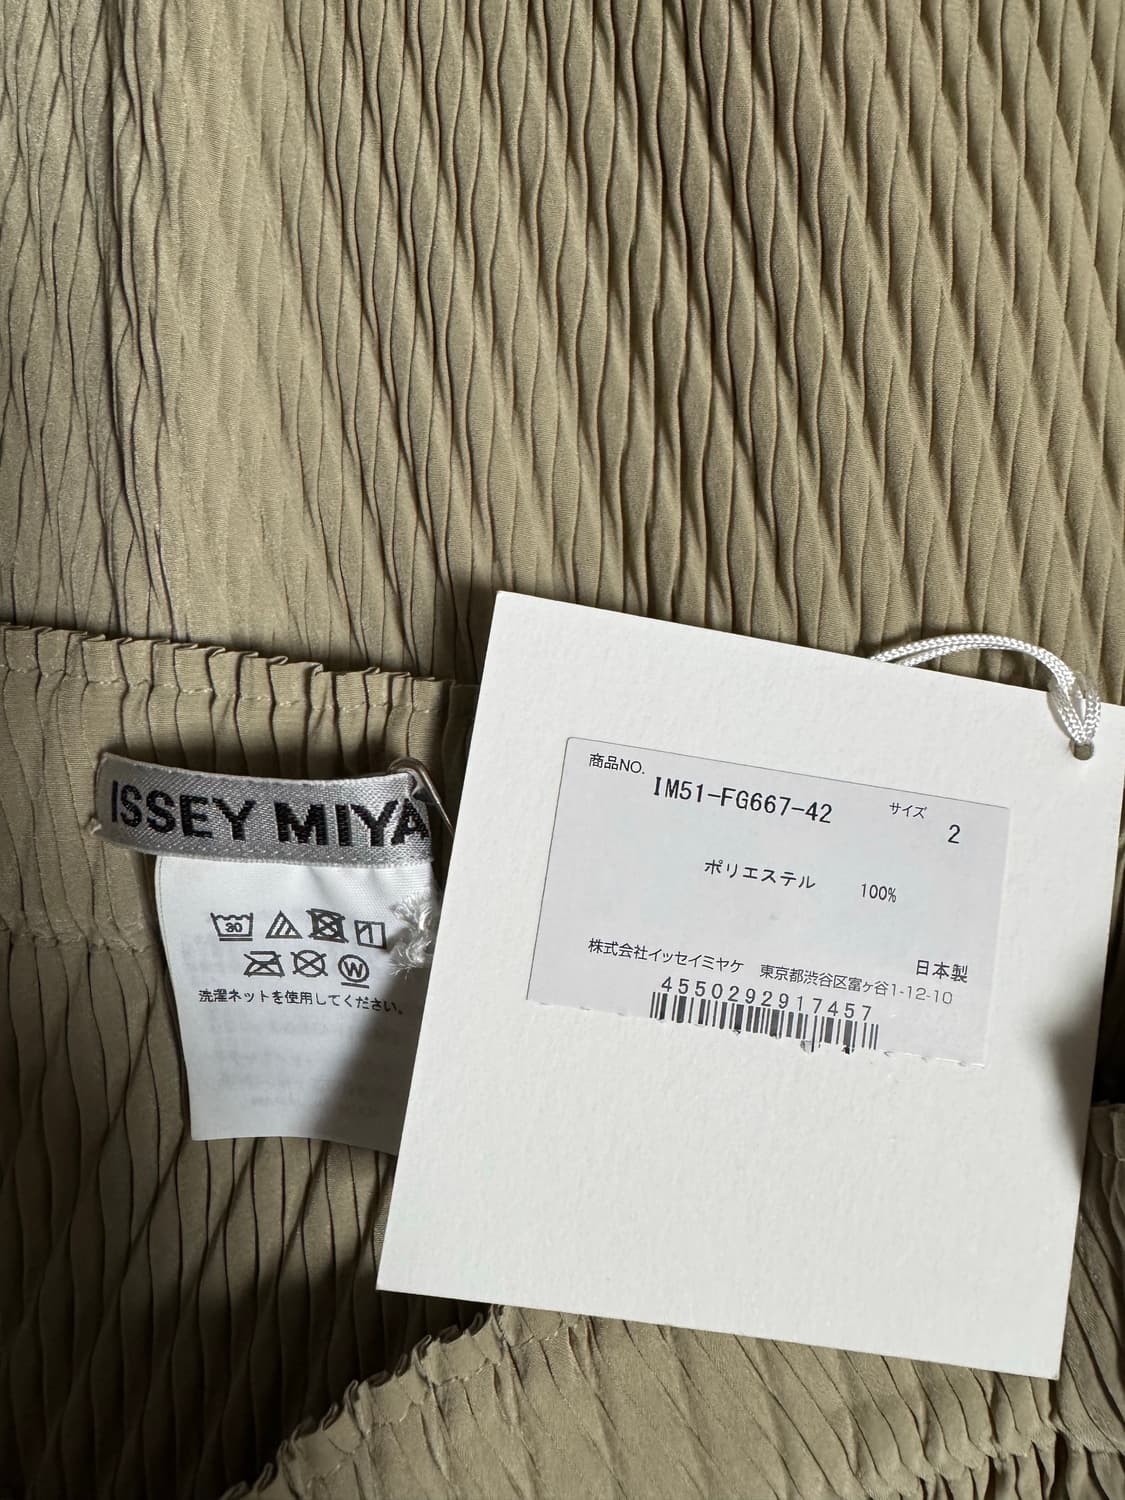 ISSEY MIYA
30
W
洗濯ネットを使用してください。
商品NO. IM51-FG667-42 サイズ 2
ポリエステル 100%
日本製
株式会社イッセイミヤケ 東京都渋谷区富ヶ谷1-12-10
4550292917457